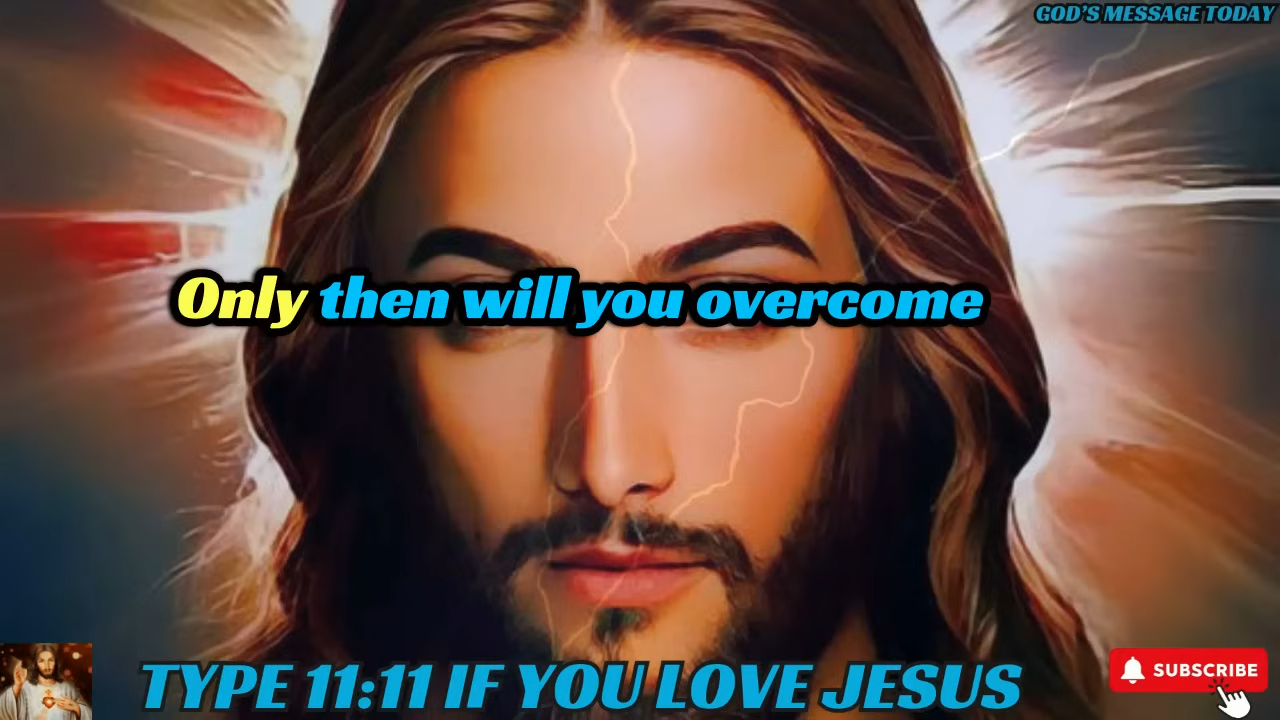 GOD'S MESSAGE TODAY
Only then will you overcome
TYPE 11:11 IF YOU LOVE JESUS
SUBSCRIBE